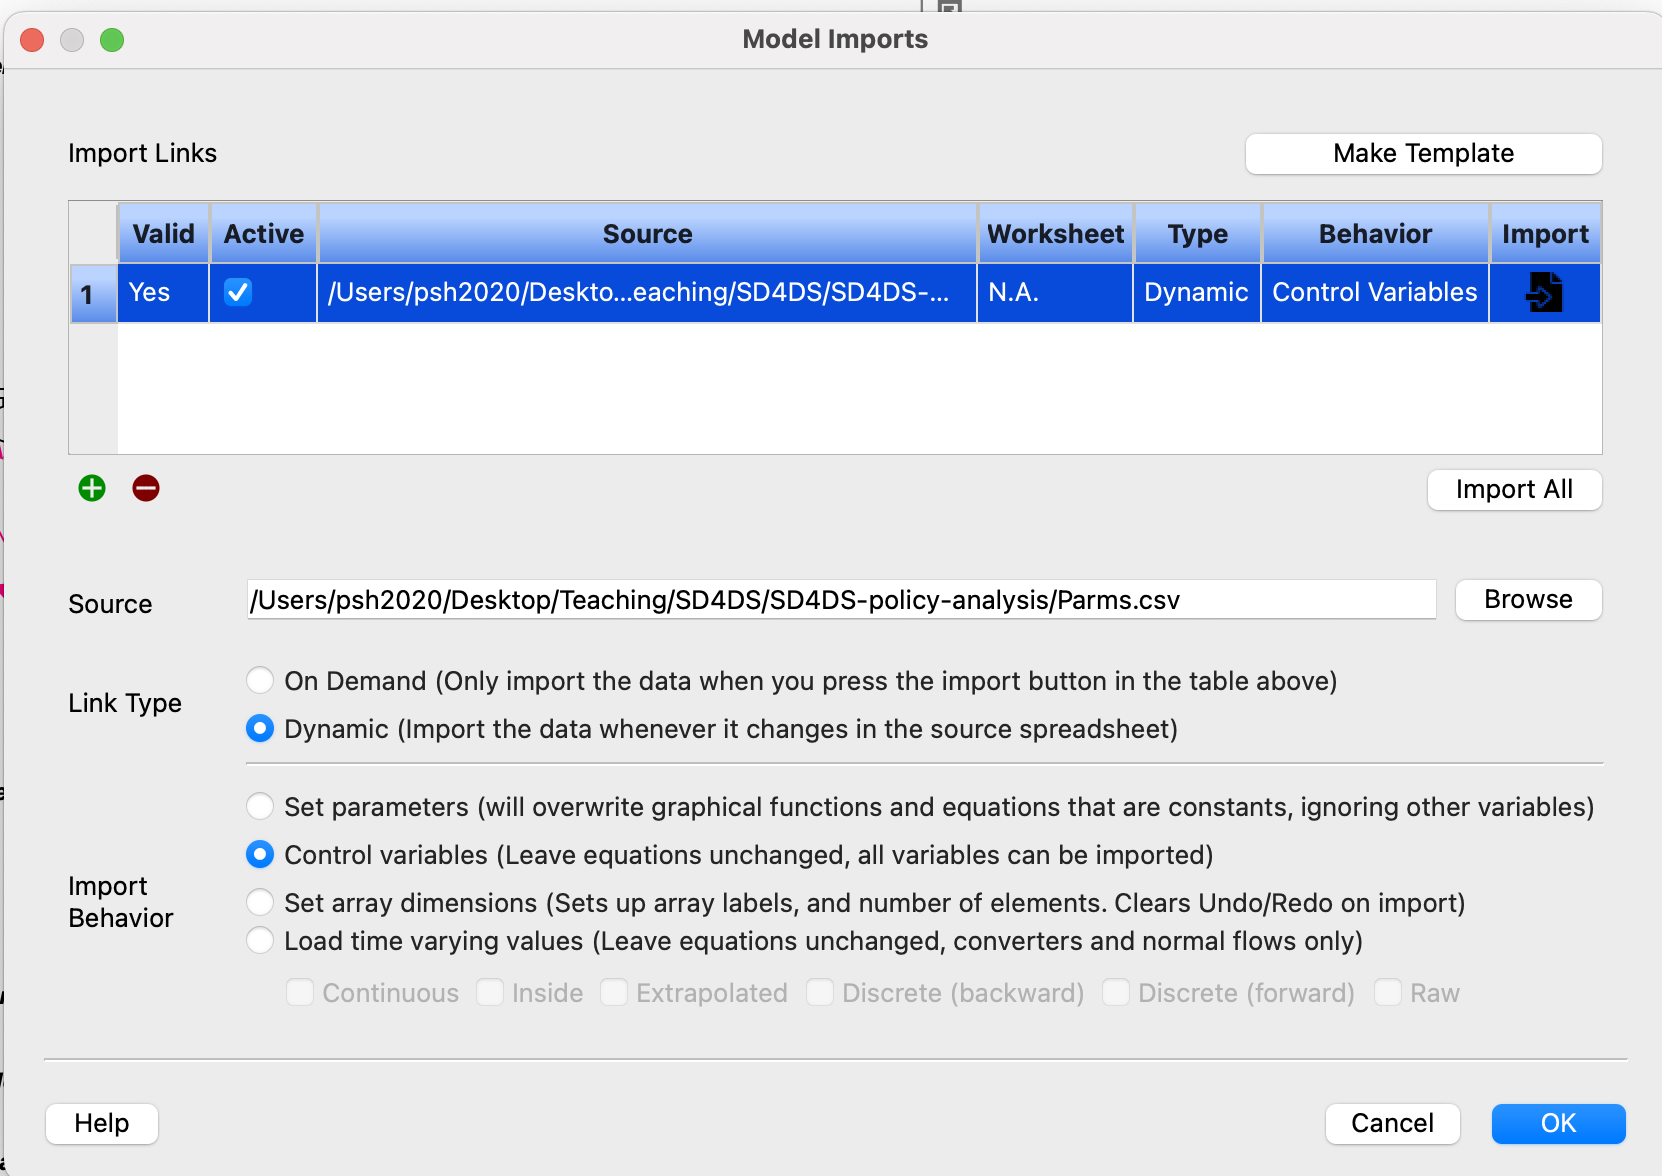 Model Imports
Import Links
Make Template
Valid Active Source Worksheet Type Behavior Import
1 Yes /Users/psh2020/Deskto...eaching/SD4DS/SD4DS-... N.A. Dynamic Control Variables
Import All
Source /Users/psh2020/Desktop/Teaching/SD4DS/SD4DS-policy-analysis/Parms.csv Browse
Link Type
On Demand (Only import the data when you press the import button in the table above)
Dynamic (Import the data whenever it changes in the source spreadsheet)
Import
Behavior
Set parameters (will overwrite graphical functions and equations that are constants, ignoring other variables)
Control variables (Leave equations unchanged, all variables can be imported)
Set array dimensions (Sets up array labels, and number of elements. Clears Undo/Redo on import)
Load time varying values (Leave equations unchanged, converters and normal flows only)
Continuous Inside Extrapolated Discrete (backward) Discrete (forward) Raw
Help Cancel OK